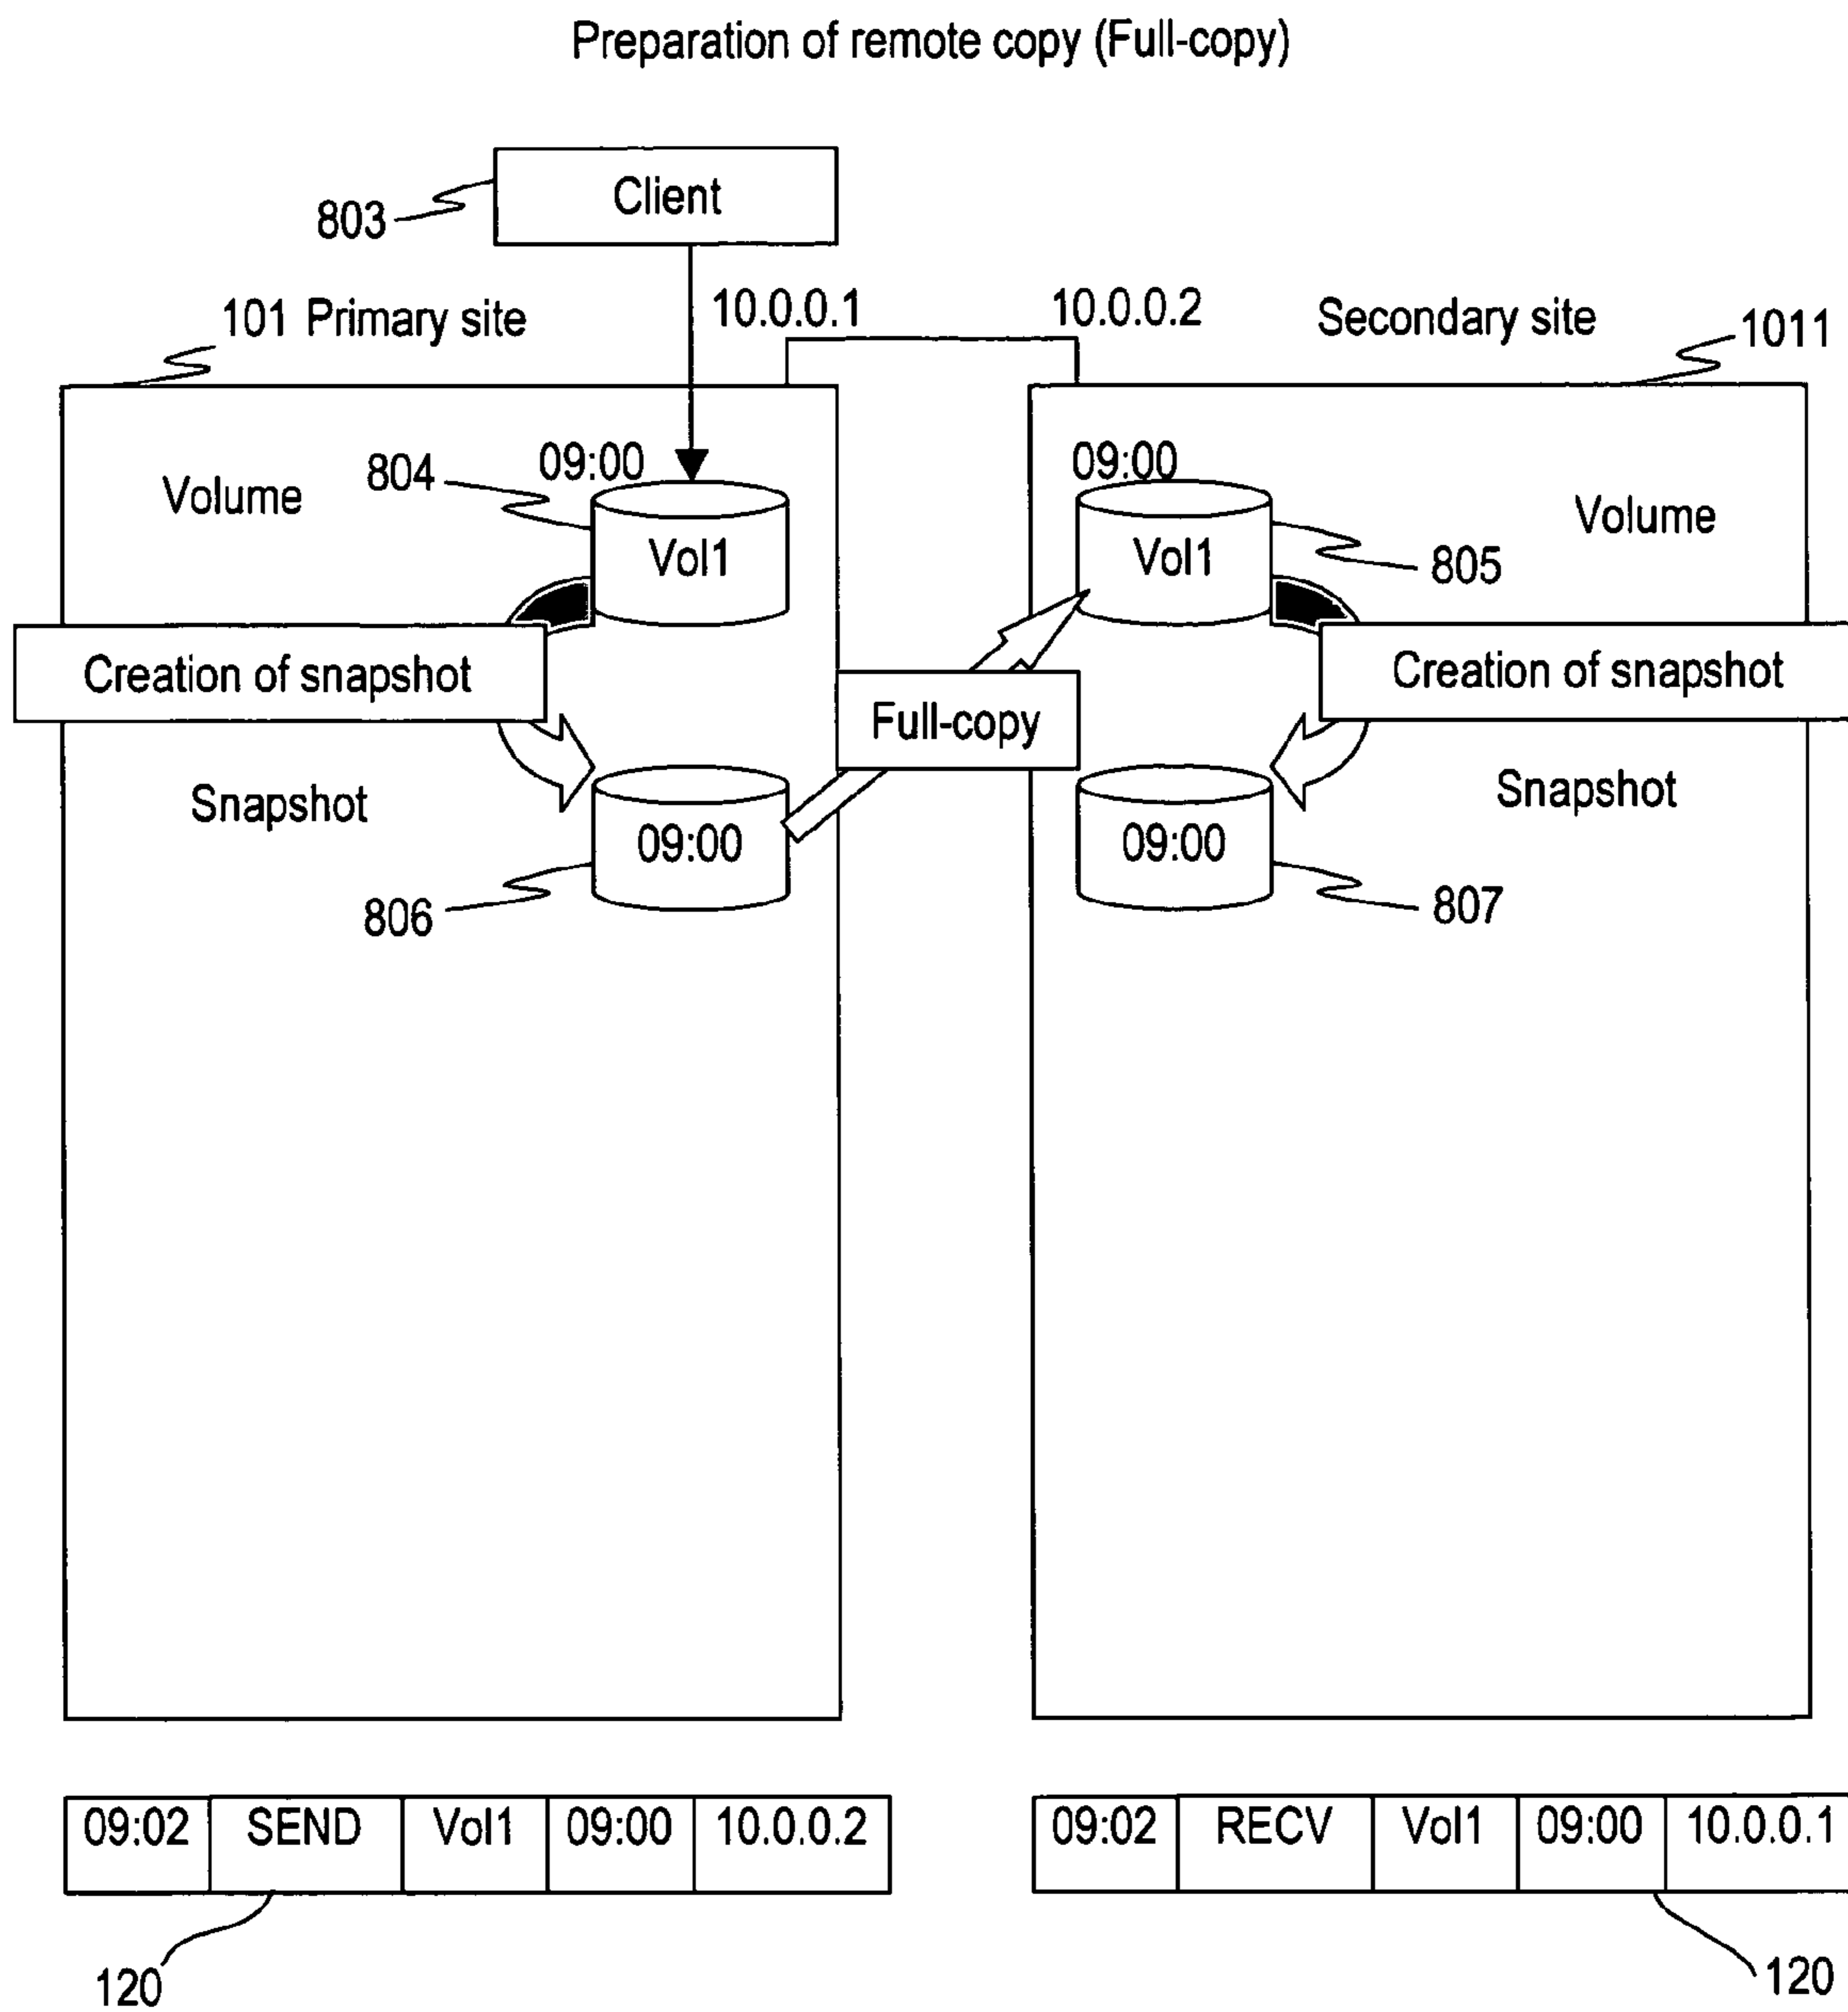 Preparation of remote copy (Full-copy)
Client
803
101 Primary site
10.0.0.1
10.0.0.2
Secondary site
1011
Volume
804
09:00
Vol1
09:00
Vol1
805
Volume
Creation of snapshot
Full-copy
Creation of snapshot
Snapshot
09:00
806
09:00
807
Snapshot
09:02 SEND Vol1 09:00 10.0.0.2
120
09:02 RECV Vol1 09:00 10.0.0.1
120